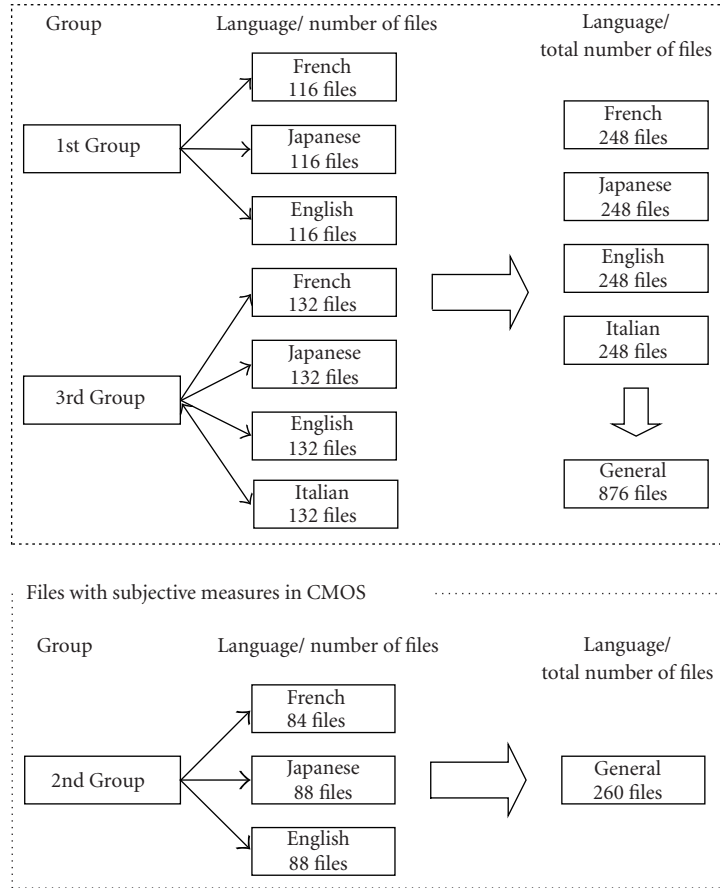 Group
Language/ number of files
Language/
total number of files
1st Group
French
116 files
Japanese
116 files
English
116 files
3rd Group
French
132 files
Japanese
132 files
English
132 files
Italian
132 files
French
248 files
Japanese
248 files
English
248 files
Italian
248 files
General
876 files
Files with subjective measures in CMOS
Group
Language/ number of files
Language/
total number of files
2nd Group
French
84 files
Japanese
88 files
English
88 files
General
260 files